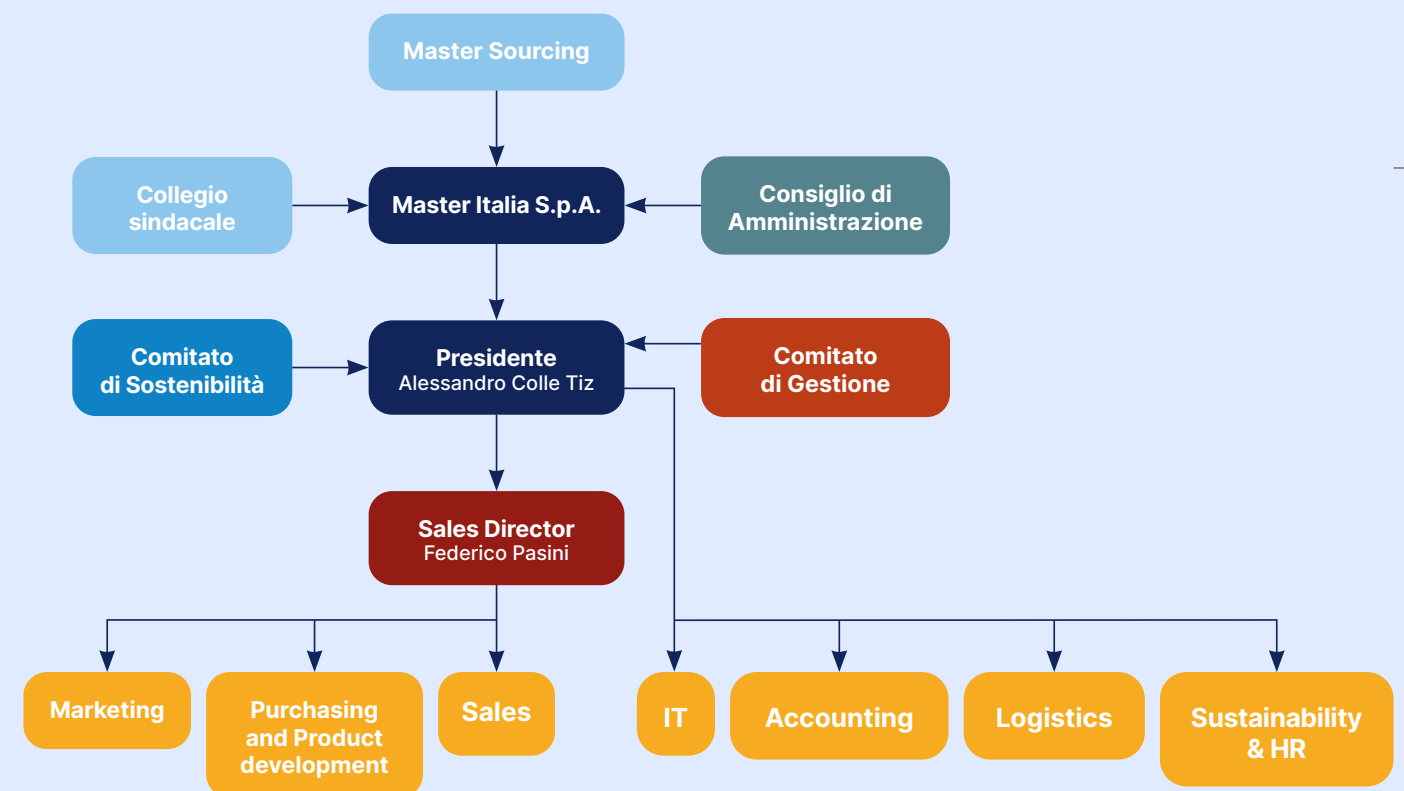 Master Sourcing
Collegio
sindacale
Master Italia S.p.A.
Consiglio di
Amministrazione
Comitato
di Sostenibilità
Presidente
Alessandro Colle Tiz
Comitato
di Gestione
Sales Director
Federico Pasini
Marketing
Purchasing
and Product
development
Sales
IT
Accounting
Logistics
Sustainability
& HR